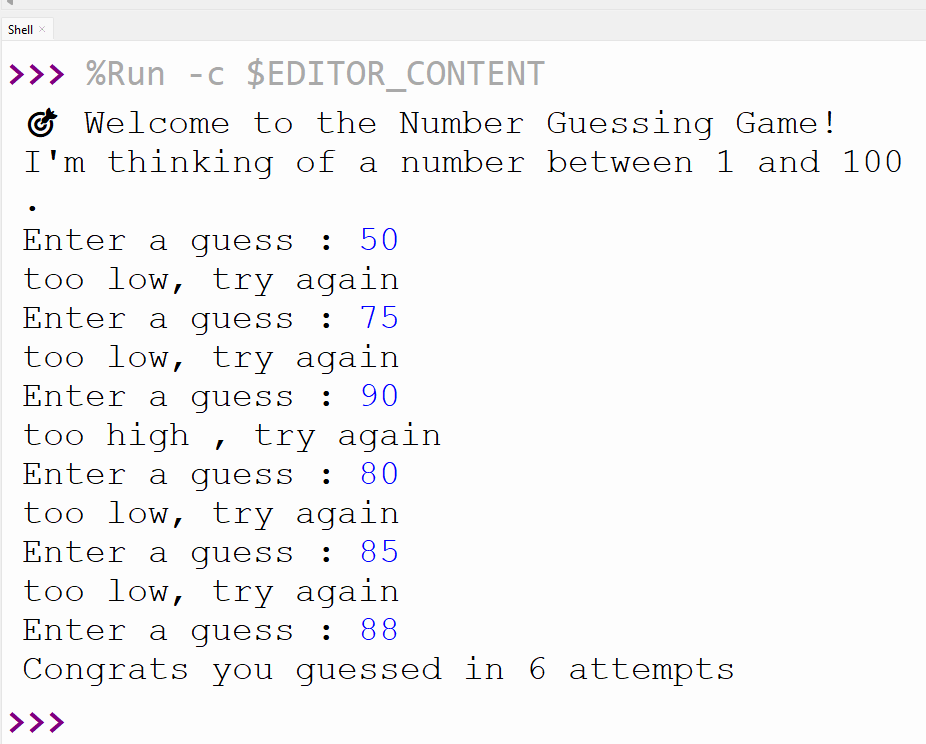 Shell ×
>>> %Run -c $EDITOR_CONTENT
🎯 Welcome to the Number Guessing Game!
I'm thinking of a number between 1 and 100
.
Enter a guess : 50
too low, try again
Enter a guess : 75
too low, try again
Enter a guess : 90
too high , try again
Enter a guess : 80
too low, try again
Enter a guess : 85
too low, try again
Enter a guess : 88
Congrats you guessed in 6 attempts
>>>